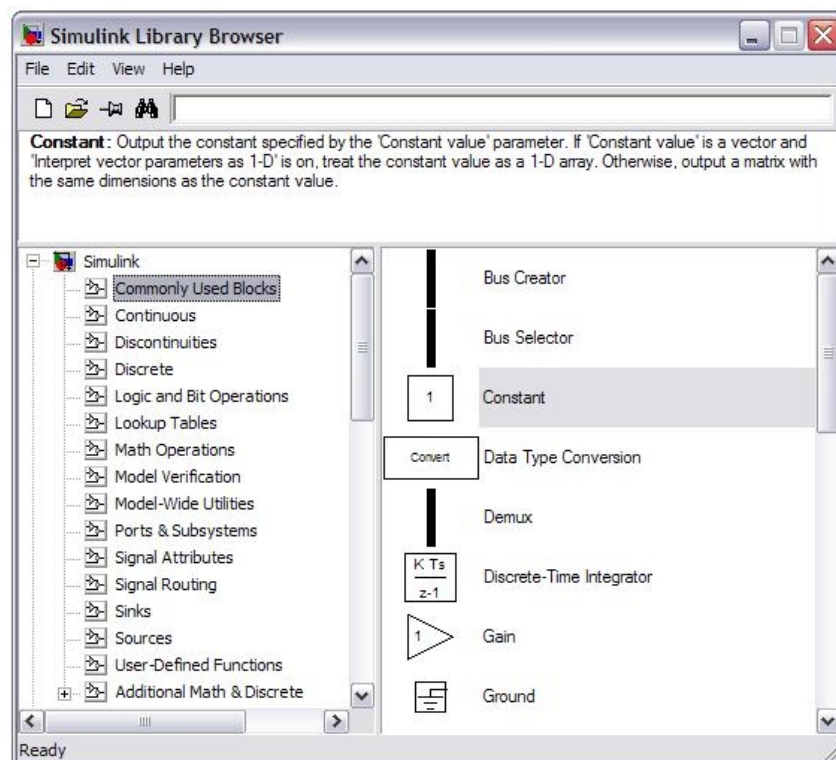 Simulink Library Browser
File Edit View Help
Constant: Output the constant specified by the 'Constant value' parameter. If 'Constant value' is a vector and
'Interpret vector parameters as 1-D' is on, treat the constant value as a 1-D array. Otherwise, output a matrix with
the same dimensions as the constant value.
Simulink
Commonly Used Blocks
Continuous
Discontinuities
Discrete
Logic and Bit Operations
Lookup Tables
Math Operations
Model Verification
Model-Wide Utilities
Ports & Subsystems
Signal Attributes
Signal Routing
Sinks
Sources
User-Defined Functions
Additional Math & Discrete
Bus Creator
Bus Selector
1 Constant
Convert Data Type Conversion
Demux
K Ts
z-1
Discrete-Time Integrator
1 Gain
Ground
Ready